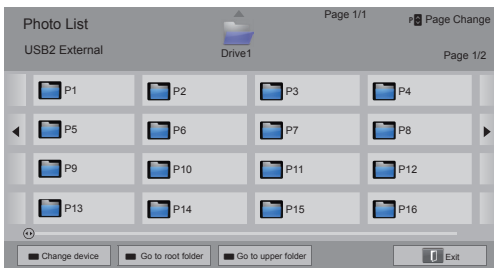 Photo List
Page 1/1
P Page Change
USB2 External
Drive1
Page 1/2
P1 P2 P3 P4
P5 P6 P7 P8
P9 P10 P11 P12
P13 P14 P15 P16
Change device Go to root folder Go to upper folder Exit